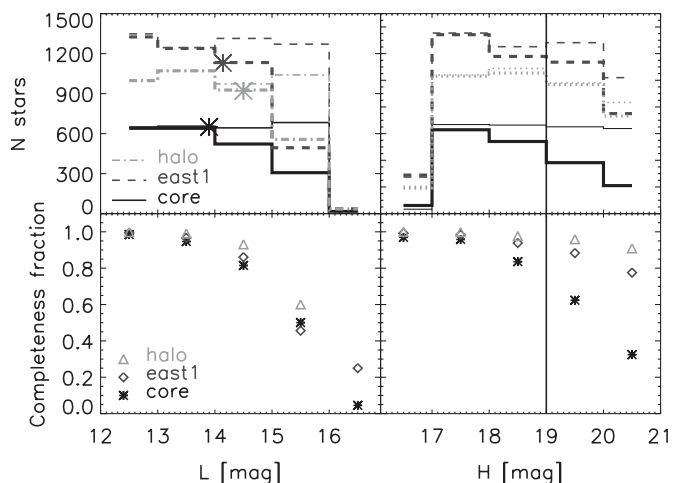 1500
1200
900
600
300
0
N stars
halo
east1
core
1.0
0.8
0.6
0.4
0.2
0.0
Completeness fraction
halo
east1
core
12 13 14 15 16
17 18 19 20 21
L [mag]
H [mag]